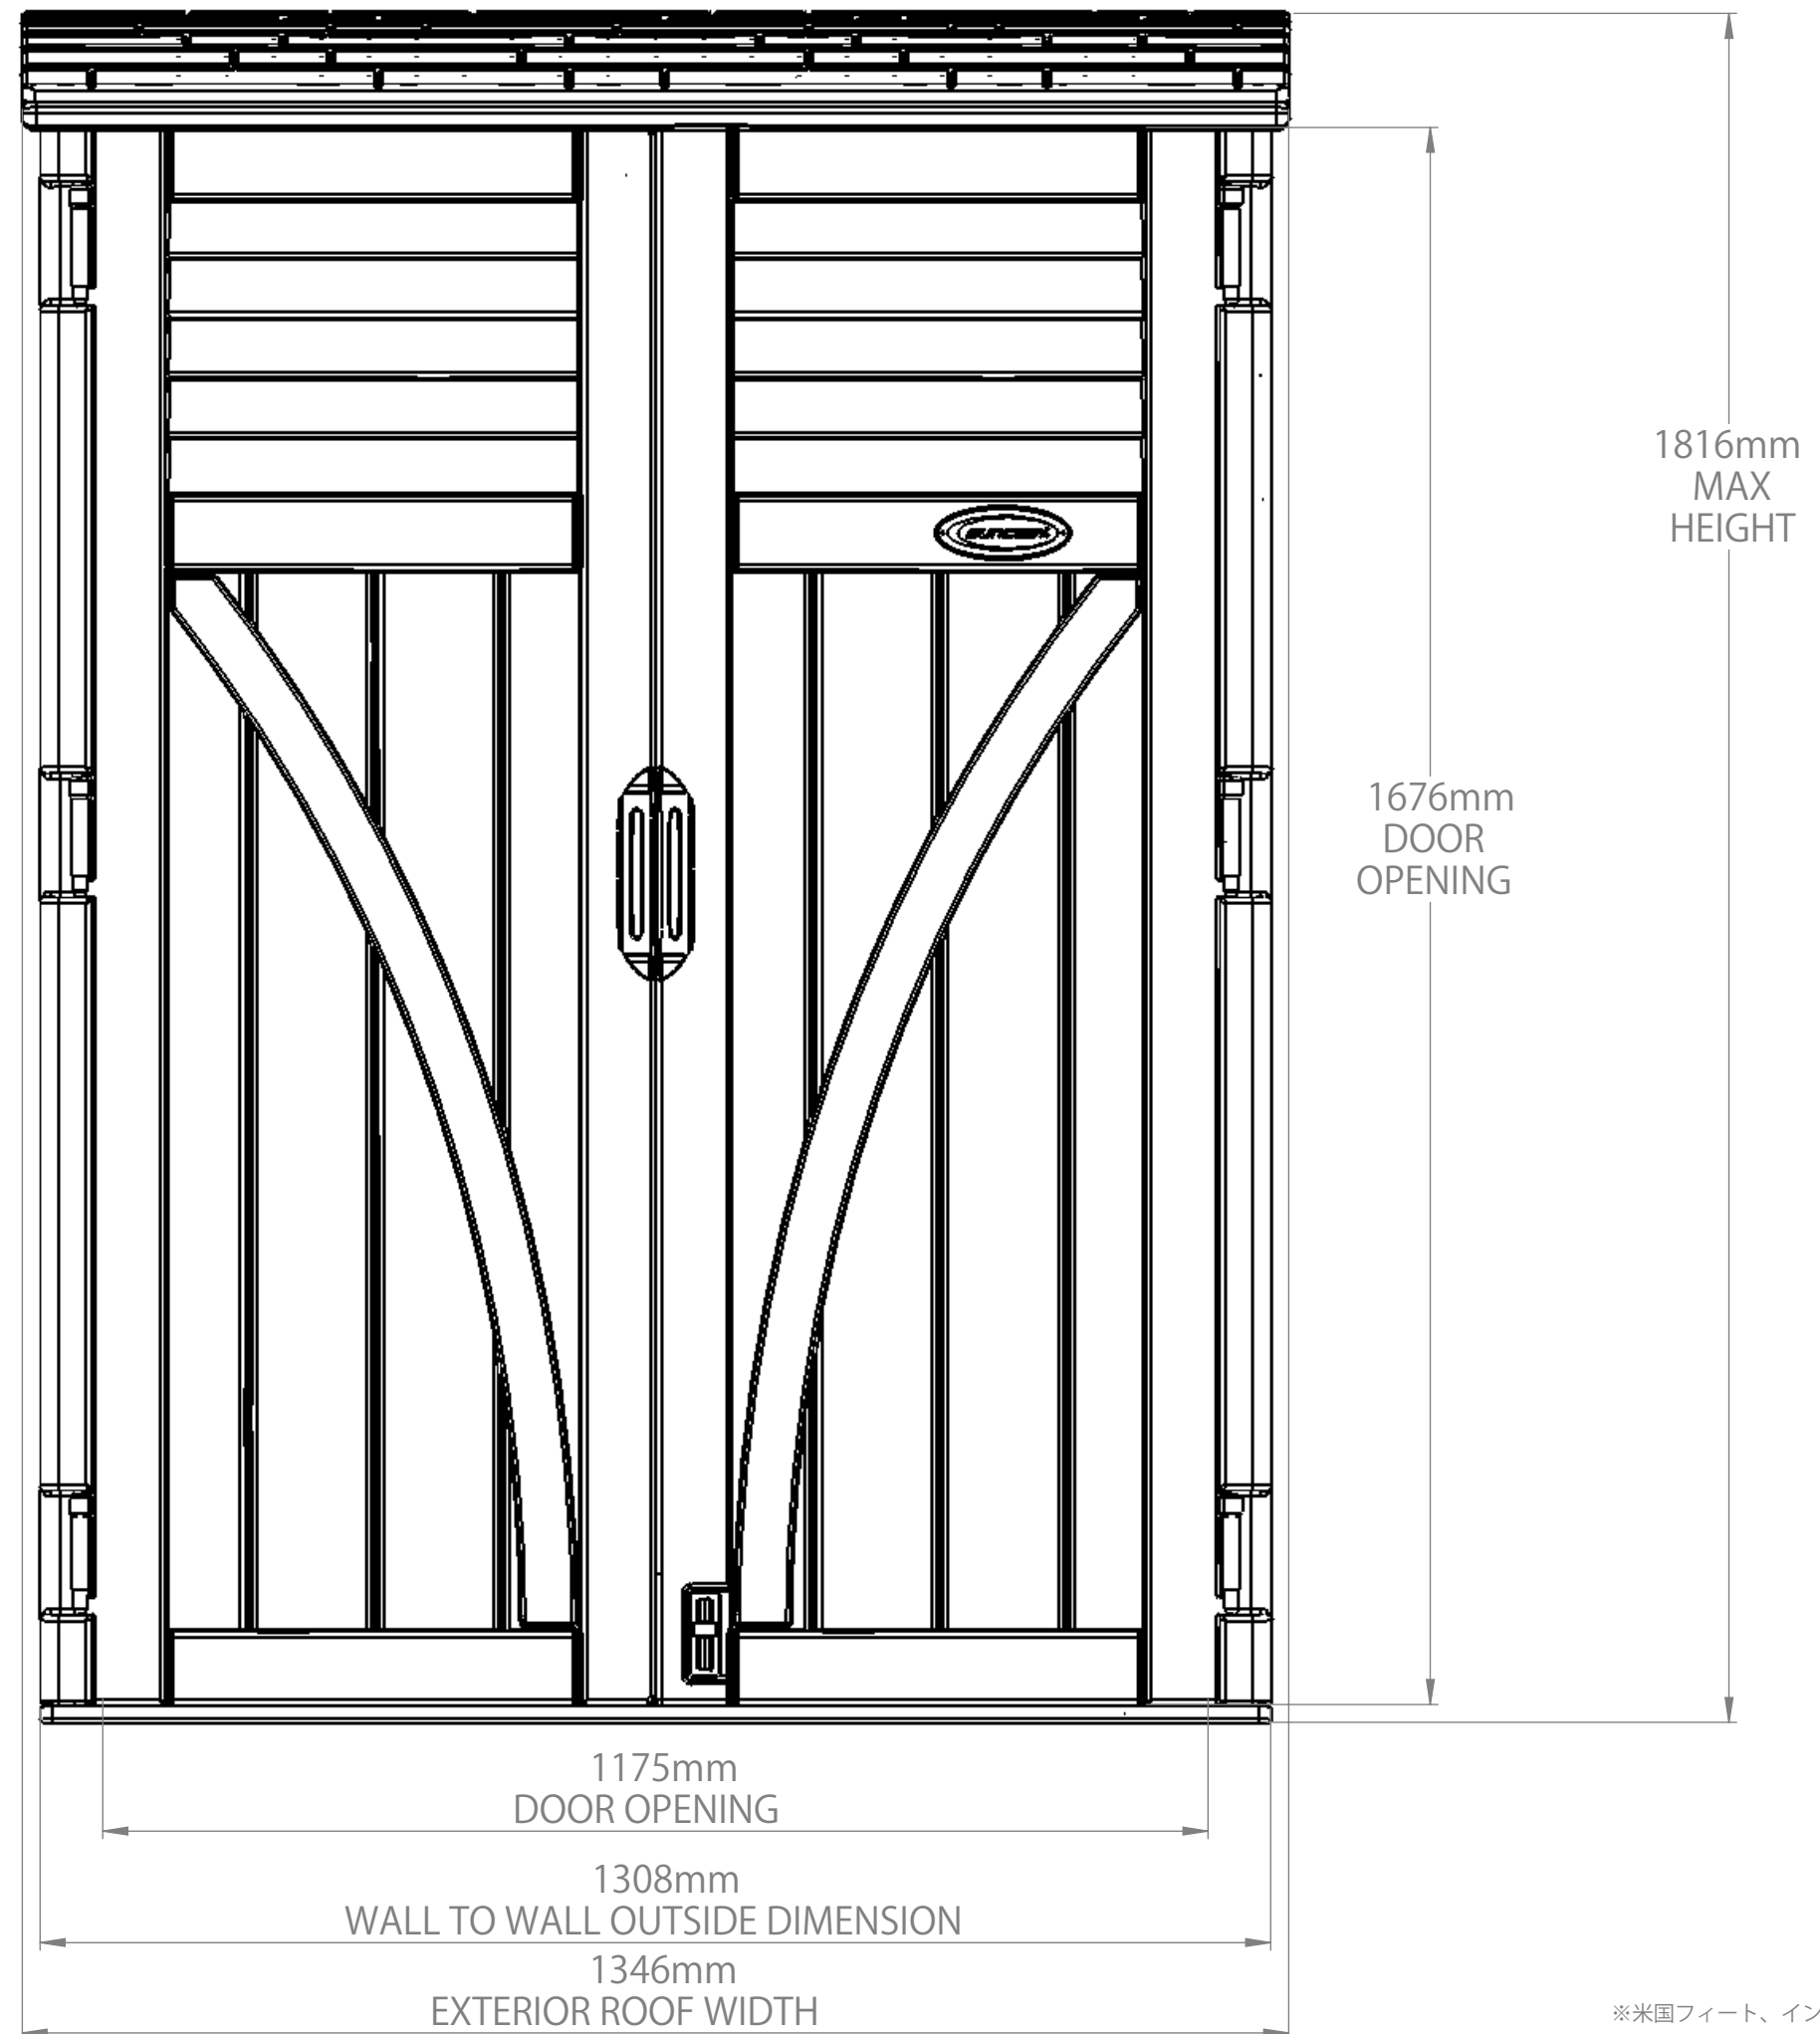 1816mm
MAX
HEIGHT
1676mm
DOOR
OPENING
1175mm
DOOR OPENING
1308mm
WALL TO WALL OUTSIDE DIMENSION
1346mm
EXTERIOR ROOF WIDTH
※米国フィート、イン